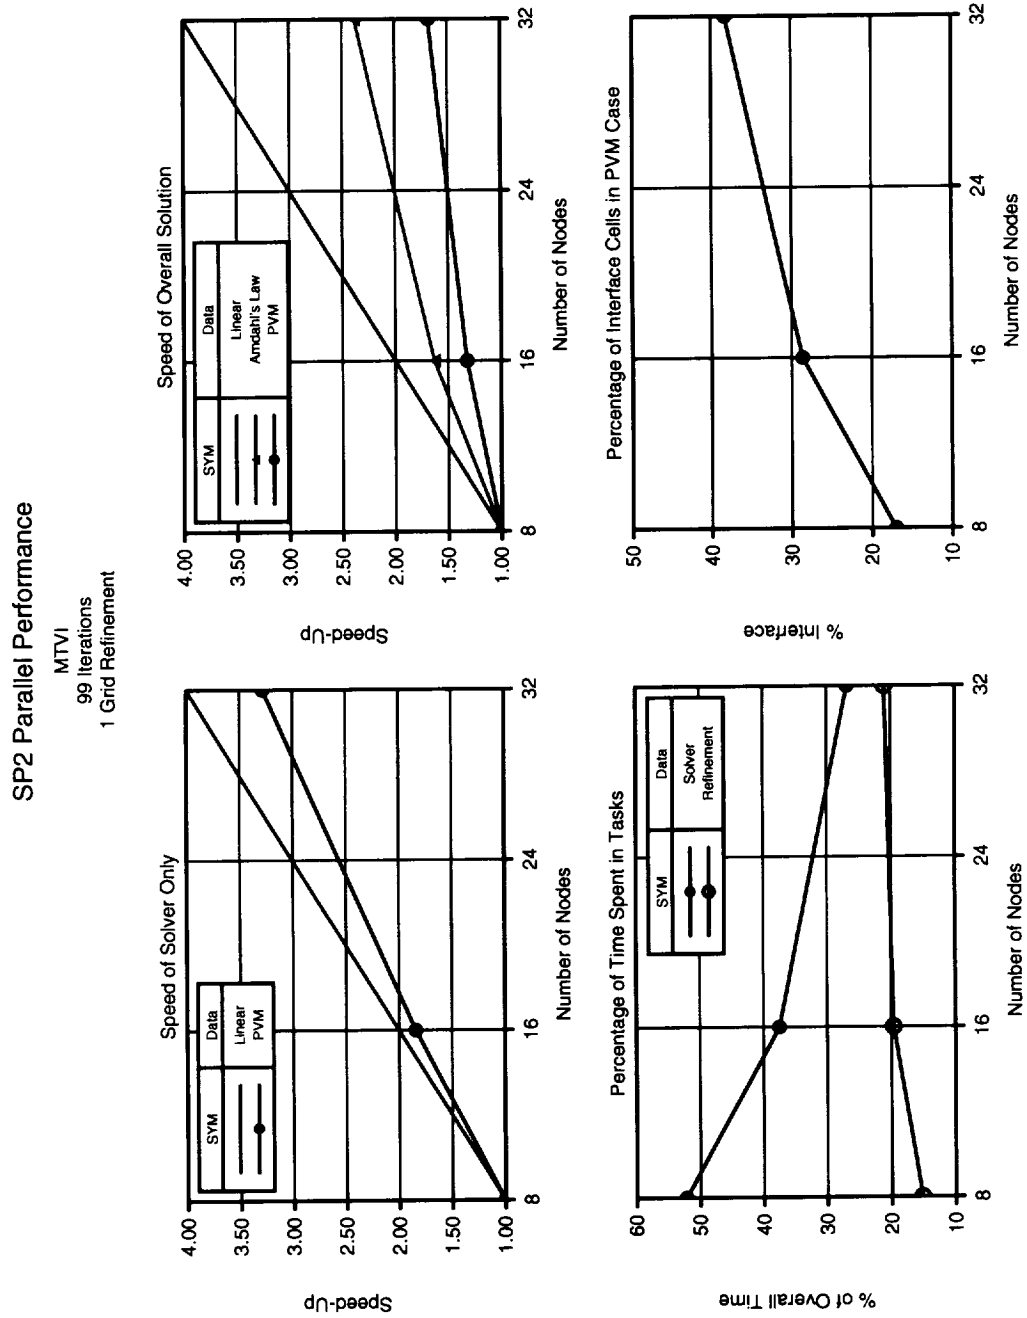 SP2 Parallel Performance
MTVI
99 Iterations
1 Grid Refinement
Speed of Solver Only
SYM Data
Linear
PVM
4.00
3.50
3.00
2.50
2.00
1.50
1.00
Speed-Up
8 16 24 32
Number of Nodes
Speed of Overall Solution
SYM Data
Linear
Amdahl's Law
PVM
4.00
3.50
3.00
2.50
2.00
1.50
1.00
Speed-Up
8 16 24 32
Number of Nodes
Percentage of Time Spent in Tasks
SYM Data
Solver
Refinement
60
50
40
30
20
10
% of Overall Time
8 16 24 32
Number of Nodes
Percentage of Interface Cells in PVM Case
50
40
30
20
10
% Interface
8 16 24 32
Number of Nodes